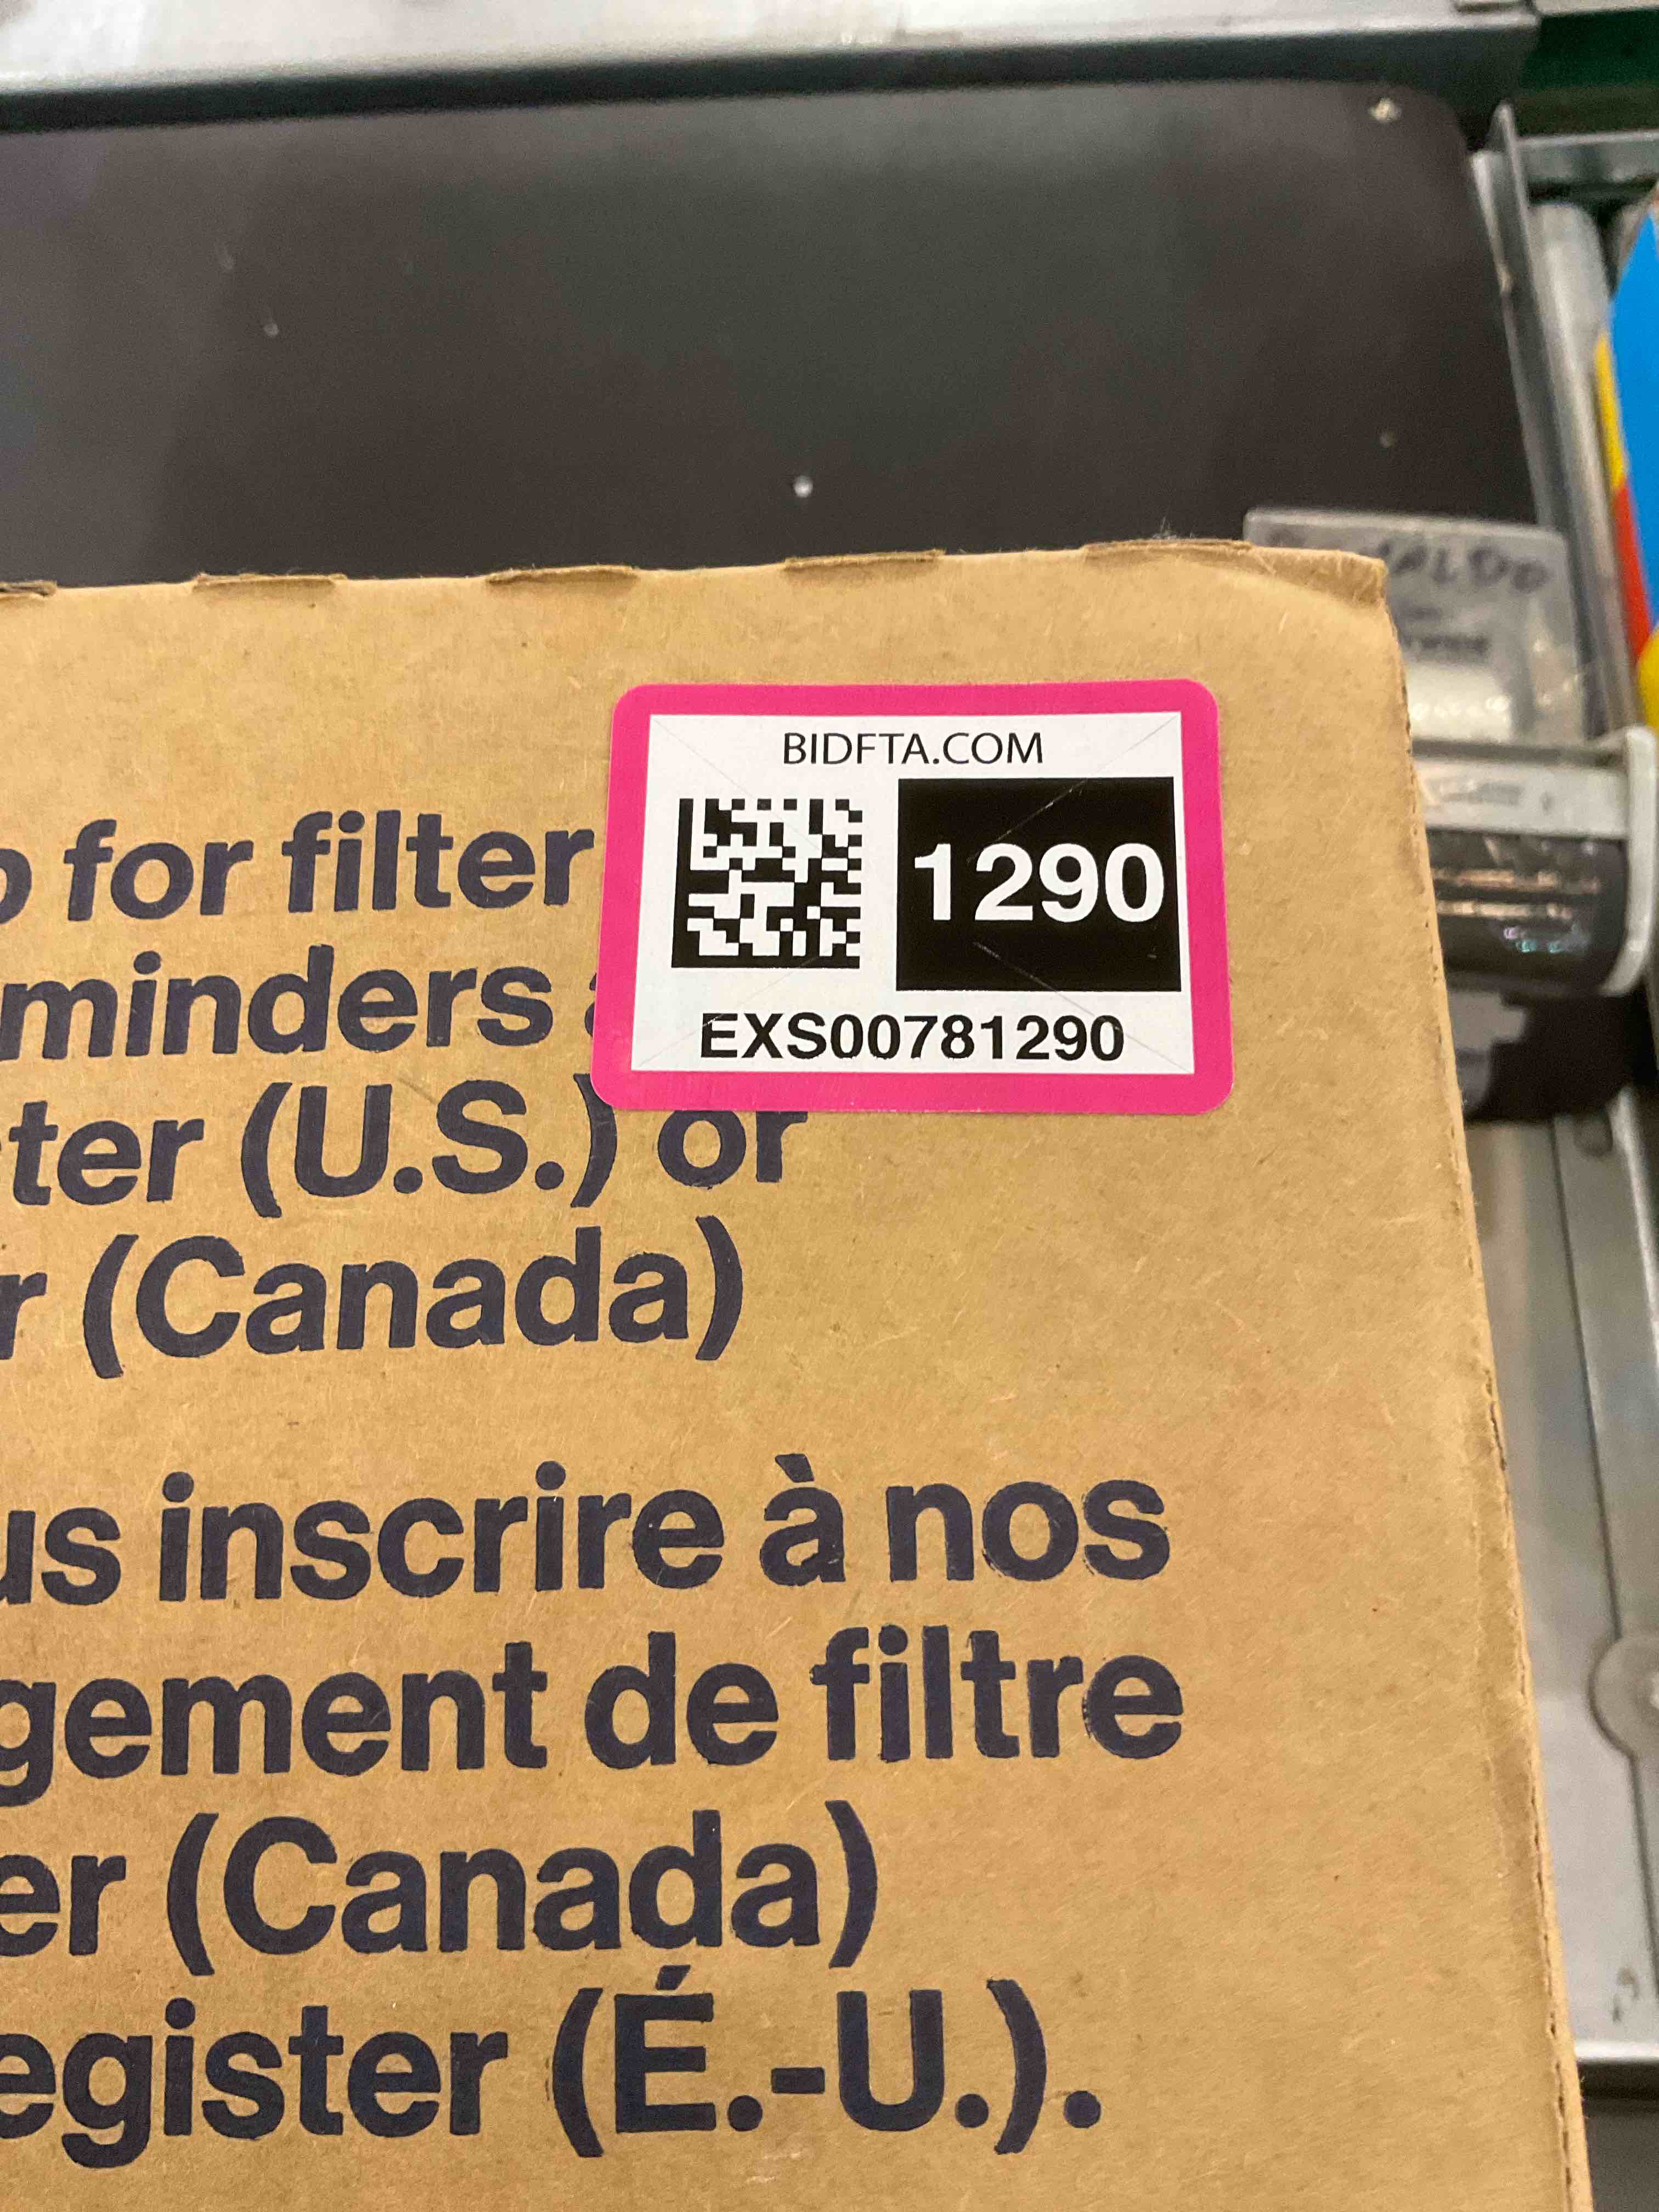 BIDFTA.COM
1290
EXS00781290
for filter
minders
ter (U.S.) or
r (Canada)
us inscrire à nos
gement de filtre
er (Canada)
egister (É.-U.).